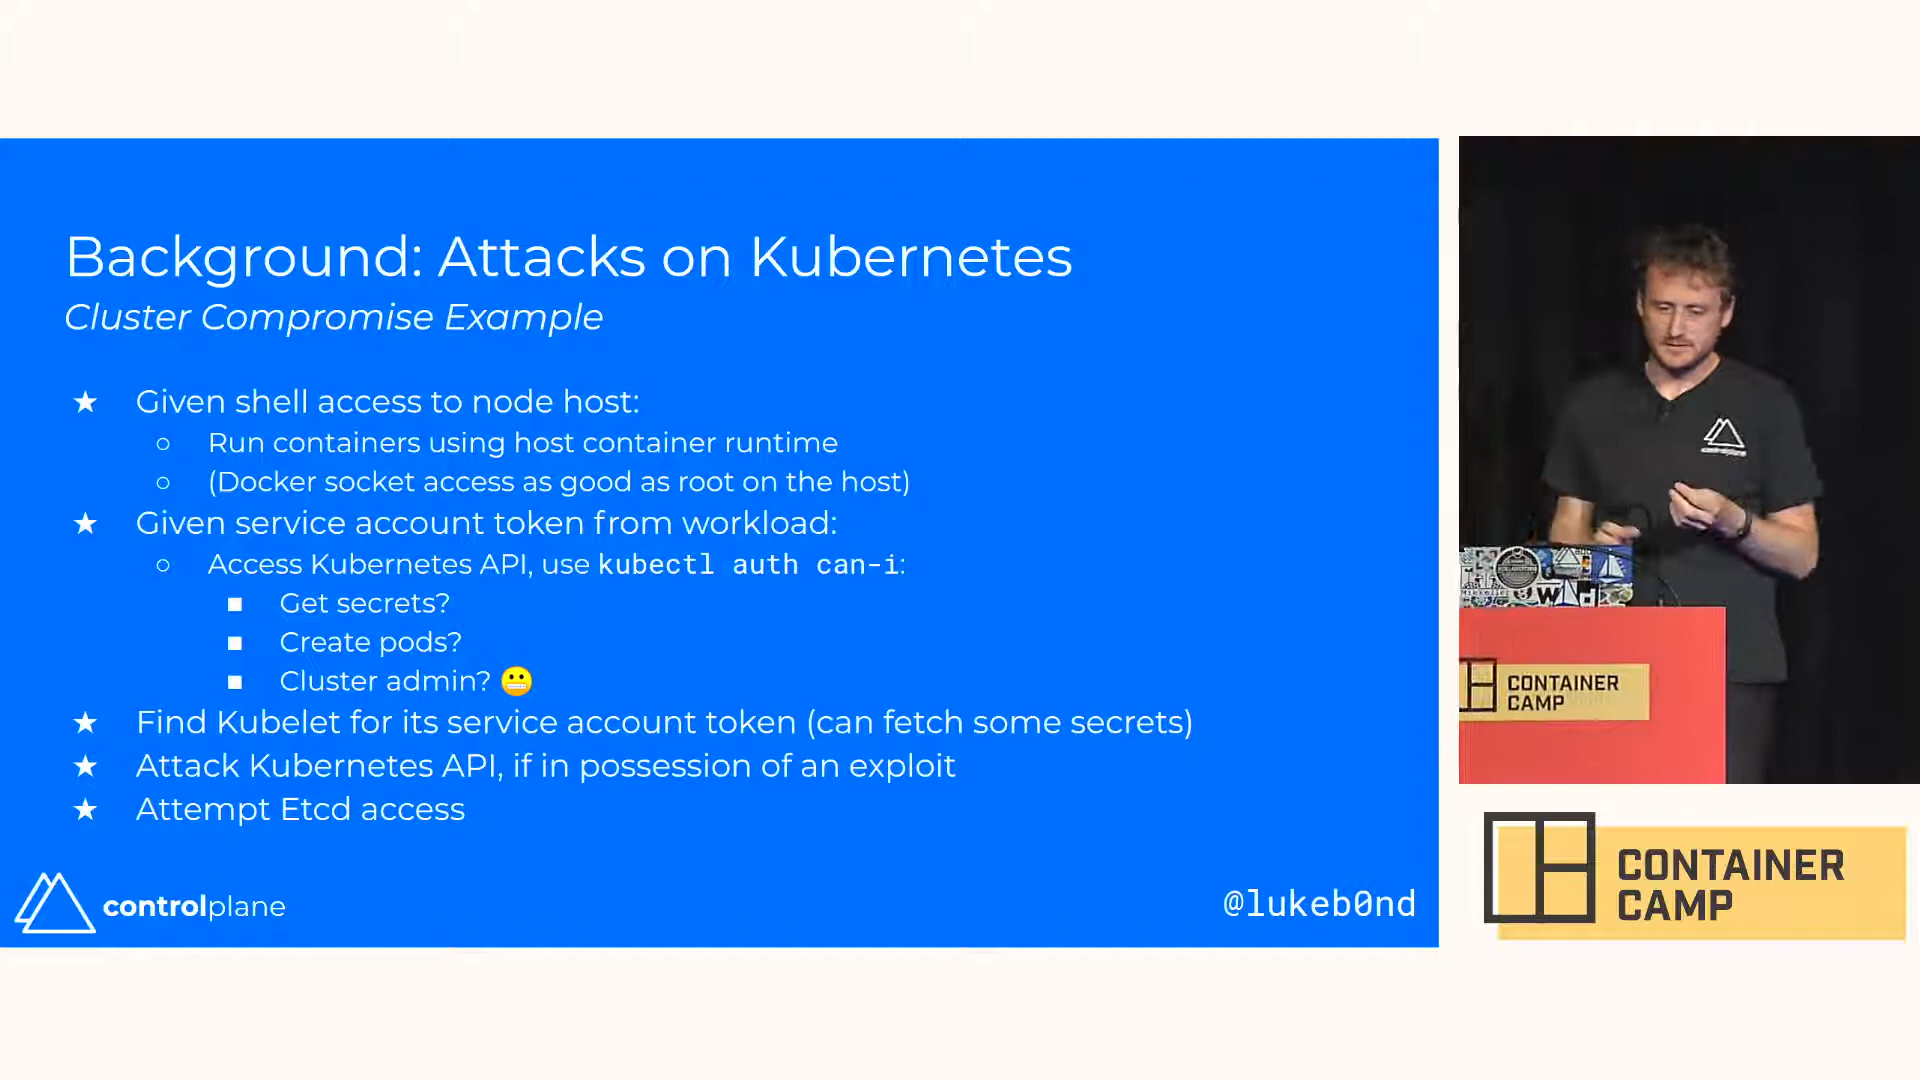 Background: Attacks on Kubernetes
Cluster Compromise Example
★ Given shell access to node host:
○ Run containers using host container runtime
○ (Docker socket access as good as root on the host)
★ Given service account token from workload:
○ Access Kubernetes API, use kubectl auth can-i:
■ Get secrets?
■ Create pods?
■ Cluster admin? 😬
★ Find Kubelet for its service account token (can fetch some secrets)
★ Attack Kubernetes API, if in possession of an exploit
★ Attempt Etcd access
controlplane
@lukeb0nd
controlplane
CONTAINER
CAMP
CONTAINER
CAMP